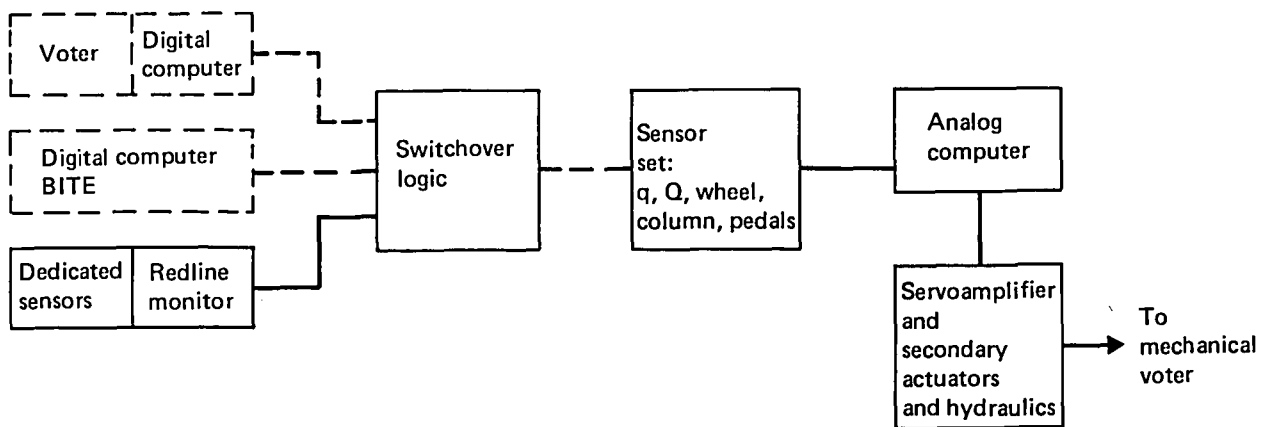 Voter
Digital
computer
Digital computer
BITE
Dedicated
sensors
Redline
monitor
Switchover
logic
Sensor
set:
q, Q, wheel,
column, pedals
Analog
computer
Servoamplifier
and
secondary
actuators
and hydraulics
To
mechanical
voter